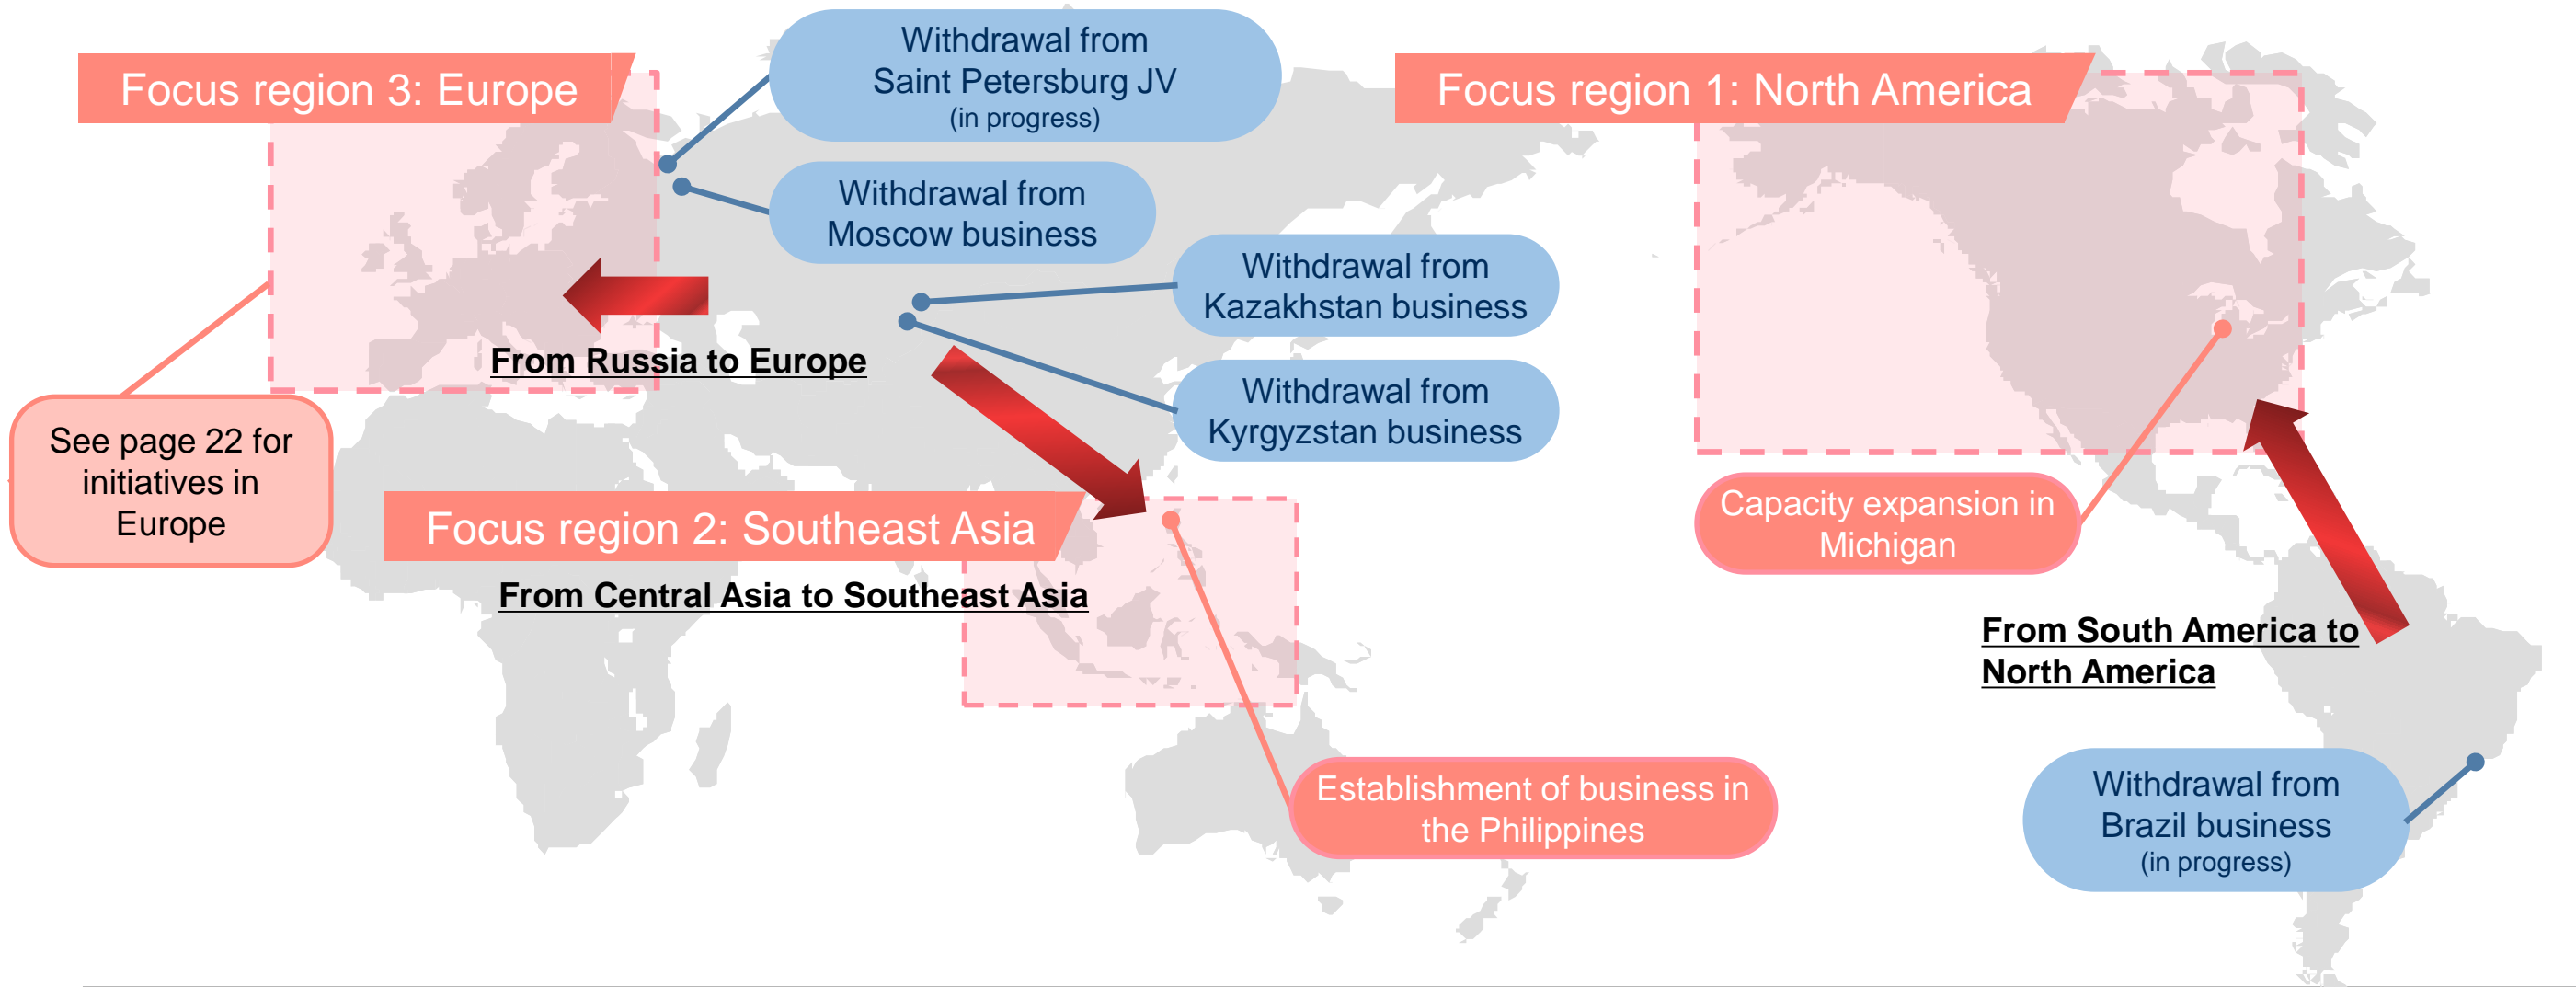 Focus region 3: Europe
Withdrawal from
Saint Petersburg JV
(in progress)
Withdrawal from
Moscow business
Focus region 1: North America
Withdrawal from
Kazakhstan business
Withdrawal from
Kyrgyzstan business
From Russia to Europe
See page 22 for
initiatives in
Europe
Focus region 2: Southeast Asia
From Central Asia to Southeast Asia
Capacity expansion in
Michigan
From South America to
North America
Establishment of business in
the Philippines
Withdrawal from
Brazil business
(in progress)